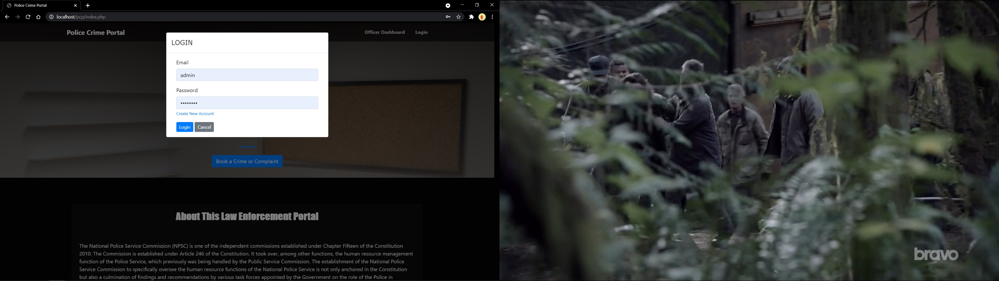 Police Crime Portal
localhost/pcp/index.php
Police Crime Portal
Officer Dashboard
Login
LOGIN
Email
admin
Password
••••••••
Create New Account
Login
Cancel
Book a Crime or Complaint
About This Law Enforcement Portal
The National Police Service Commission (NPSC) is one of the independent commissions established under Chapter Fifteen of the Constitution
2010. The Commission is established under Article 246 of the Constitution. It took over, among other functions, the human resource management
function of the Police Service, which previously was being handled by the Public Service Commission. The establishment of the National Police
Service Commission to specifically oversee the human resource functions of the National Police Service is not only anchored in the Constitution
but also a culmination of findings and recommendations by various task forces appointed by the Government on the role of the Police in
bravo